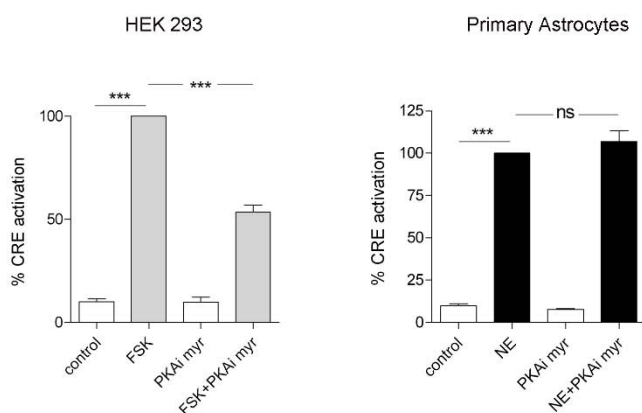 HEK 293
***
***
100
50
0
% CRE activation
control
FSK
PKAi myr
FSK+PKAi myr
Primary Astrocytes
ns
***
125
100
75
50
25
0
% CRE activation
control
NE
PKAi myr
NE+PKAi myr